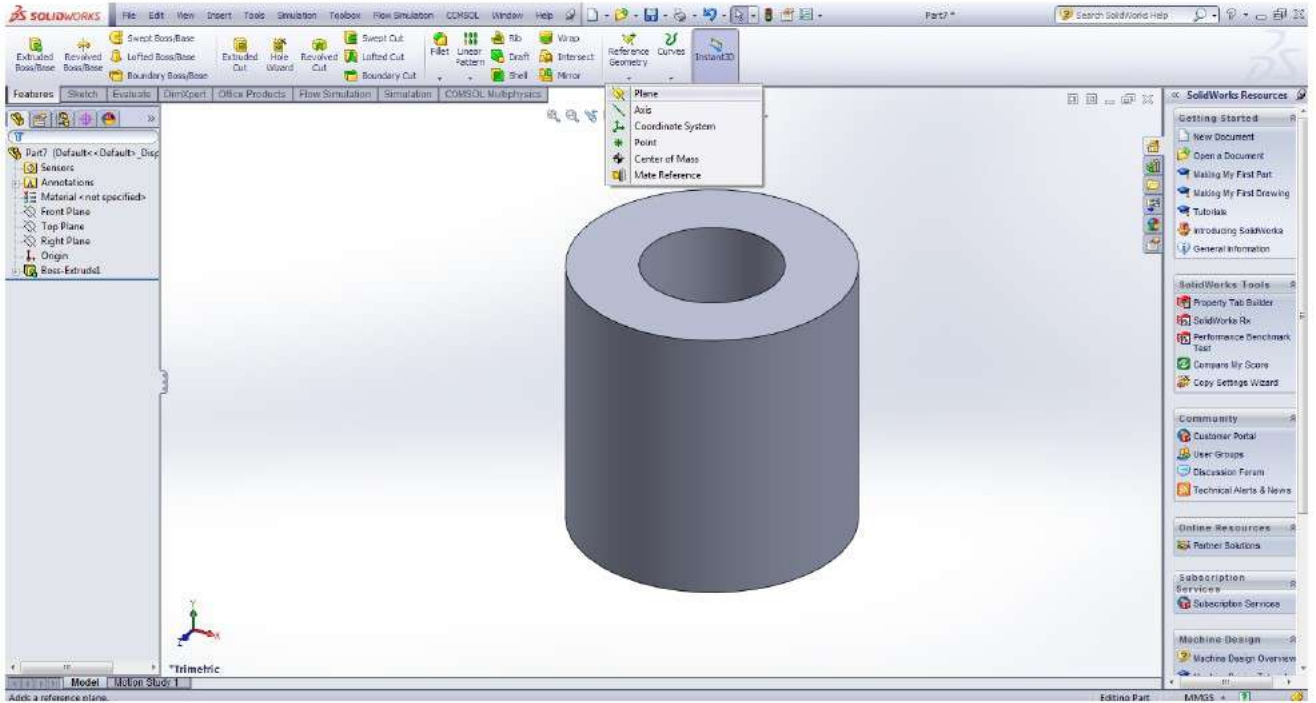 SOLIDWORKS File Edit View Insert Tools Simulation Toolbox Flow Simulation COMSOL Window Help Part7 * Search SolidWorks Help
Extruded Boss/Base
Revolved Boss/Base
Swept Boss/Base
Lofted Boss/Base
Boundary Boss/Base
Extruded Cut
Hole Wizard
Revolved Cut
Swept Cut
Lofted Cut
Boundary Cut
Fillet
Linear Pattern
Rib
Draft
Shell
Wrap
Intersect
Mirror
Reference Geometry
Curves
Instant3D
Features Sketch Evaluate DimXpert Office Products Flow Simulation Simulation COMSOL Multiphysics
Plane
Axis
Coordinate System
Point
Center of Mass
Mate Reference
Part7 (Default<<Default>_Disp
Sensors
Annotations
Material <not specified>
Front Plane
Top Plane
Right Plane
Origin
Boss-Extrude1
SolidWorks Resources
Getting Started
New Document
Open a Document
Making My First Part
Making My First Drawing
Tutorials
Introducing SolidWorks
General Information
SolidWorks Tools
Property Tab Builder
SolidWorks Rx
Performance Benchmark
Test
Compare My Score
Copy Settings Wizard
Community
Customer Portal
User Groups
Discussion Forum
Technical Alerts & News
Online Resources
Partner Solutions
Subscription
Services
Subscription Services
Machine Design
Machine Design Overview
Y
X
Z
*Trimetric
Model Motion Study 1
Adds a reference plane.
Editing Part MMGS